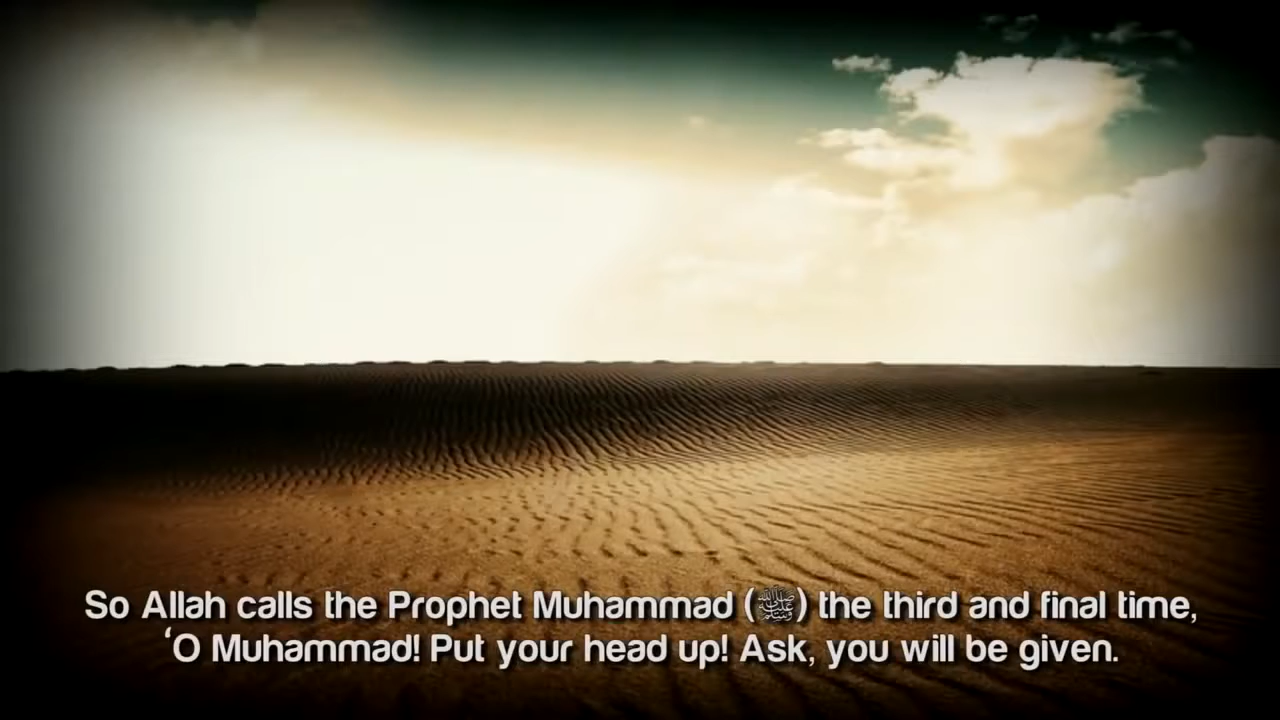 So Allah calls the Prophet Muhammad (ﷺ) the third and final time,
‘O Muhammad! Put your head up! Ask, you will be given.